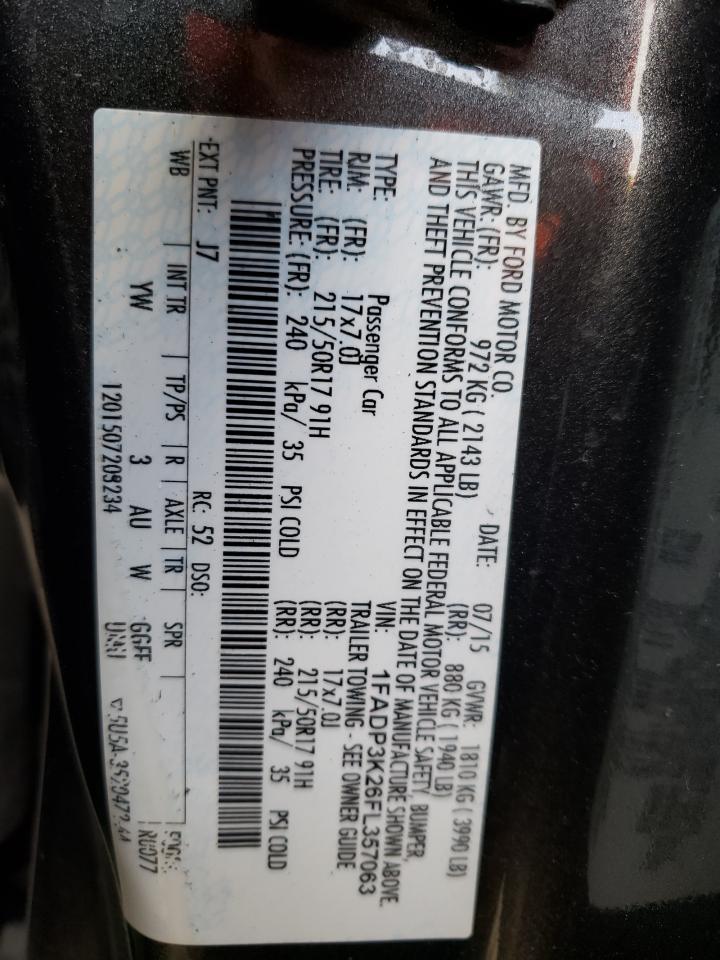 MFD. BY FORD MOTOR CO. DATE: 07/15 GVWR: 1810 KG ( 3990 LB)
GAWR: (FR): 972 KG ( 2143 LB) (RR): 880 KG ( 1940 LB)
THIS VEHICLE CONFORMS TO ALL APPLICABLE FEDERAL MOTOR VEHICLE SAFETY, BUMPER,
AND THEFT PREVENTION STANDARDS IN EFFECT ON THE DATE OF MANUFACTURE SHOWN ABOVE.
VIN: 1FADP3K26FL357063
TYPE: Passenger Car TRAILER TOWING - SEE OWNER GUIDE
RIM: (FR): 17x7.0J (RR): 17x7.0J
TIRE: (FR): 215/50R17 91H (RR): 215/50R17 91H
PRESSURE: (FR): 240 kPa/ 35 PSI COLD (RR): 240 kPa/ 35 PSI COLD
EXT PNT: J7 RC: 52 DSO:
WB INT TR TP/PS R AXLE TR SPR
YW 3 AU W GGFF RU077
1201507209234